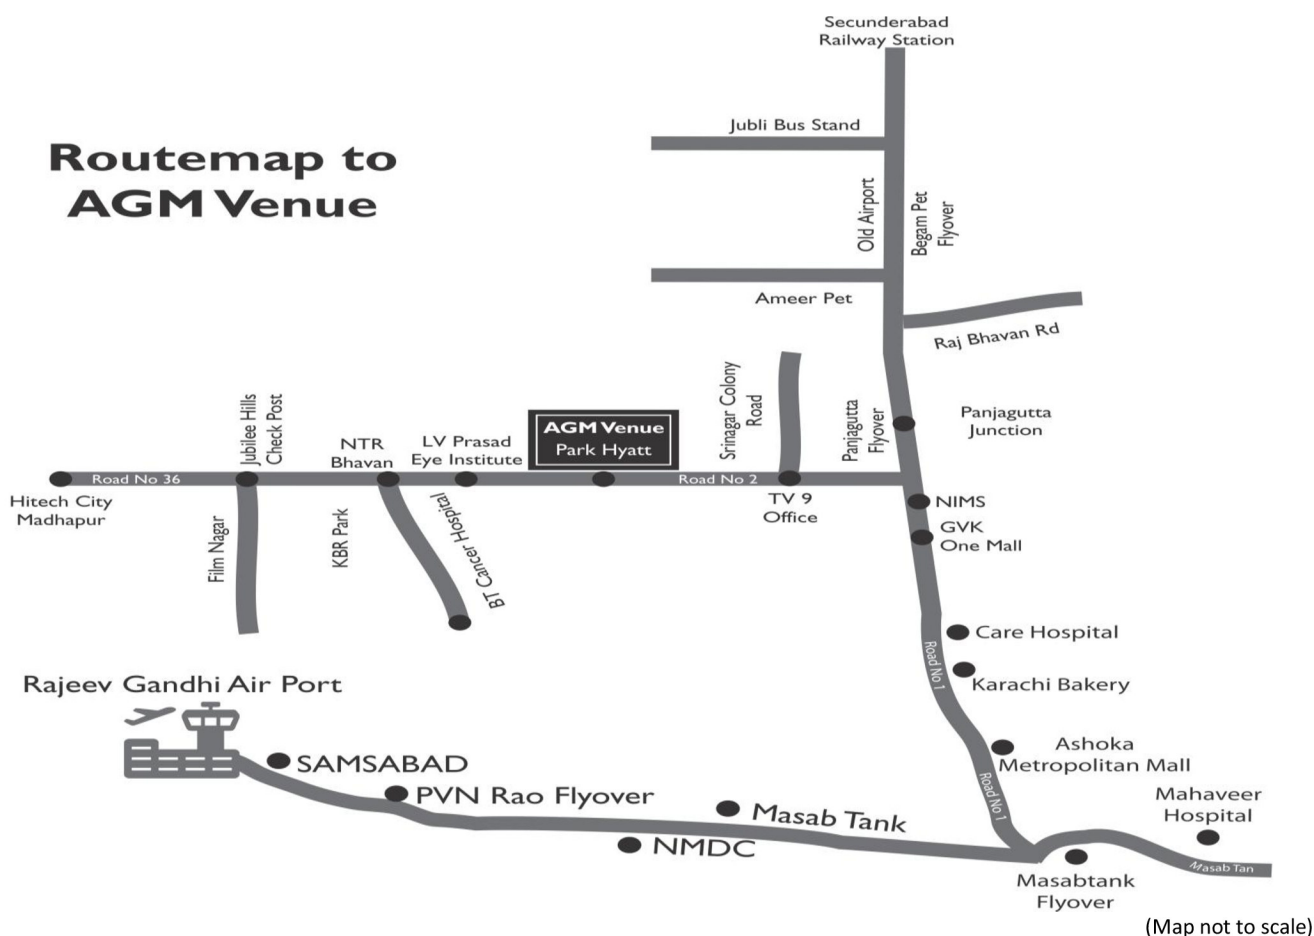 Secunderabad
Railway Station
Jubli Bus Stand
Routemap to
AGM Venue
Old Airport
Begam Pet
Flyover
Ameer Pet
Raj Bhavan Rd
Srinagar Colony
Road
Panjagutta
Flyover
Panjagutta
Junction
Jubilee Hills
Check Post
NTR
Bhavan
LV Prasad
Eye Institute
AGM Venue
Park Hyatt
Road No 36
Road No 2
Hitech City
Madhapur
TV 9
Office
NIMS
GVK
One Mall
Film Nagar
KBR Park
BT Cancer Hospital
Care Hospital
Road No 1
Karachi Bakery
Rajeev Gandhi Air Port
SAMSABAD
PVN Rao Flyover
Masab Tank
NMDC
Ashoka
Metropolitan Mall
Road No 1
Mahaveer
Hospital
Masab Tan
Masabtank
Flyover
(Map not to scale)